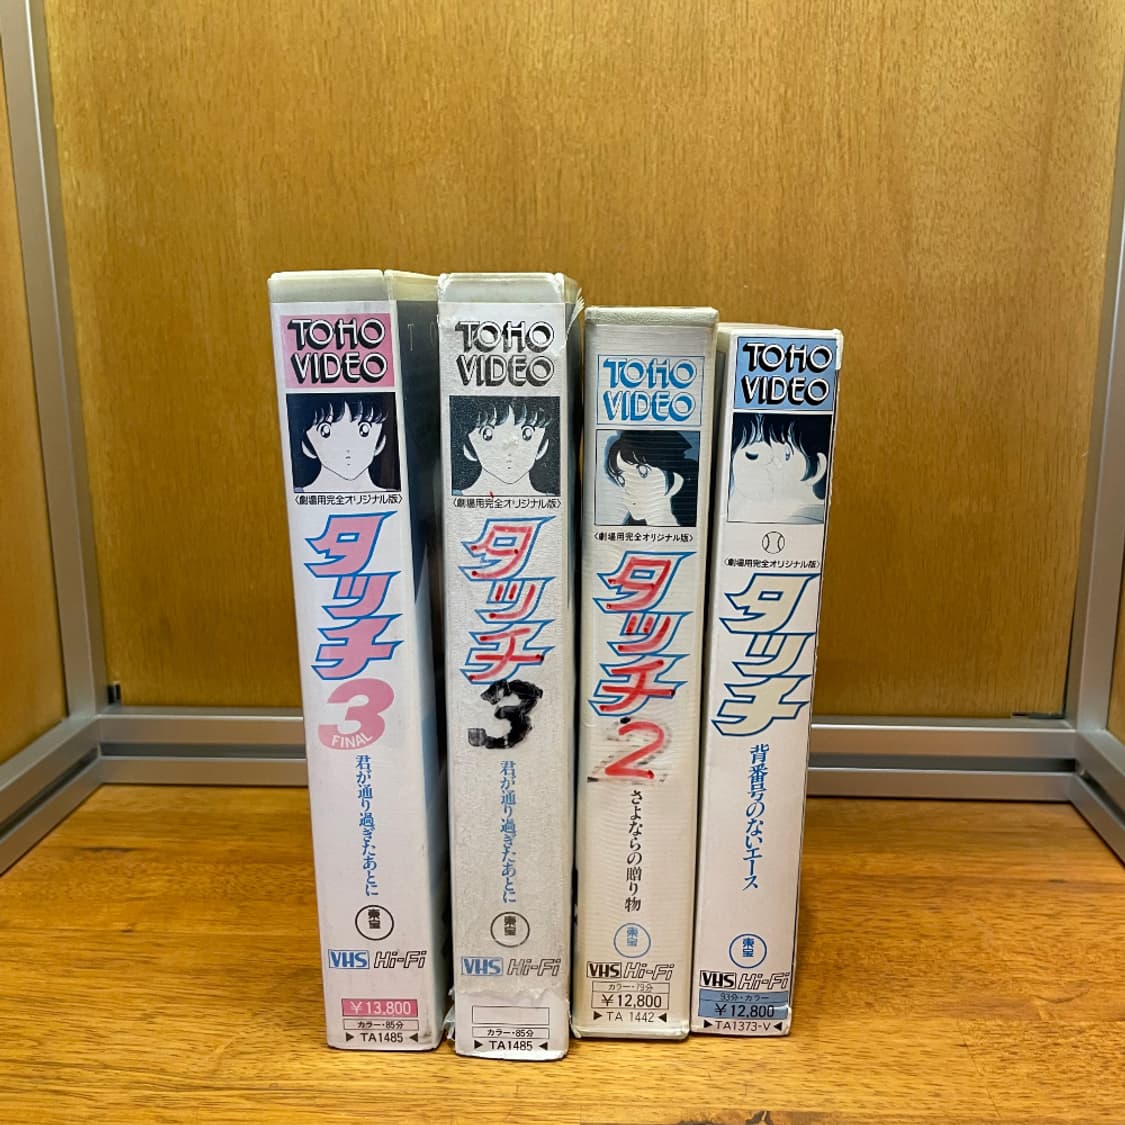 TOHO
VIDEO
〈劇場用完全オリジナル版〉
タッチ
3
FINAL
君が通り過ぎたあとに
東宝
VHS Hi-Fi
¥13,800
カラー・85分
▶ TA1485 ◀
TOHO
VIDEO
〈劇場用完全オリジナル版〉
タッチ
3
君が通り過ぎたあとに
東宝
VHS Hi-Fi
カラー・85分
▶ TA1485 ◀
TOHO
VIDEO
〈劇場用完全オリジナル版〉
タッチ
2
さよならの贈り物
東宝
VHS Hi-Fi
カラー・79分
¥12,800
▶ TA 1442 ◀
TOHO
VIDEO
〈劇場用完全オリジナル版〉
タッチ
背番号のないエース
東宝
VHS Hi-Fi
93分・カラー
¥12,800
▶TA1373-V◀